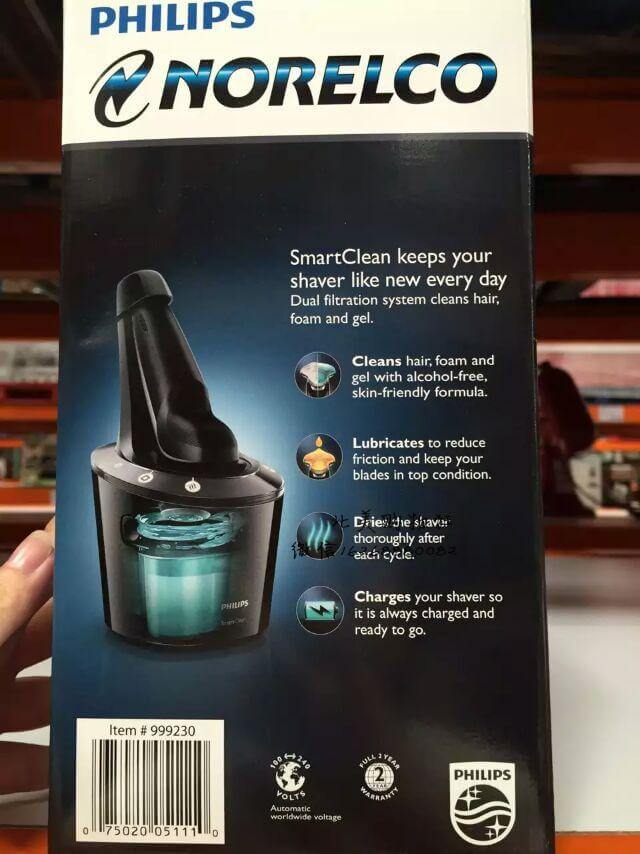 PHILIPS
NORELCO
SmartClean keeps your
shaver like new every day
Dual filtration system cleans hair,
foam and gel.
Cleans hair, foam and
gel with alcohol-free,
skin-friendly formula.
Lubricates to reduce
friction and keep your
blades in top condition.
Dries the shaver
thoroughly after
each cycle.
Charges your shaver so
it is always charged and
ready to go.
PHILIPS
SmartClean
Item # 999230
0 75020 05111 0
100 240
VOLTS
Automatic
worldwide voltage
FULL 2 YEAR
2
YEAR
WARRANTY
PHILIPS